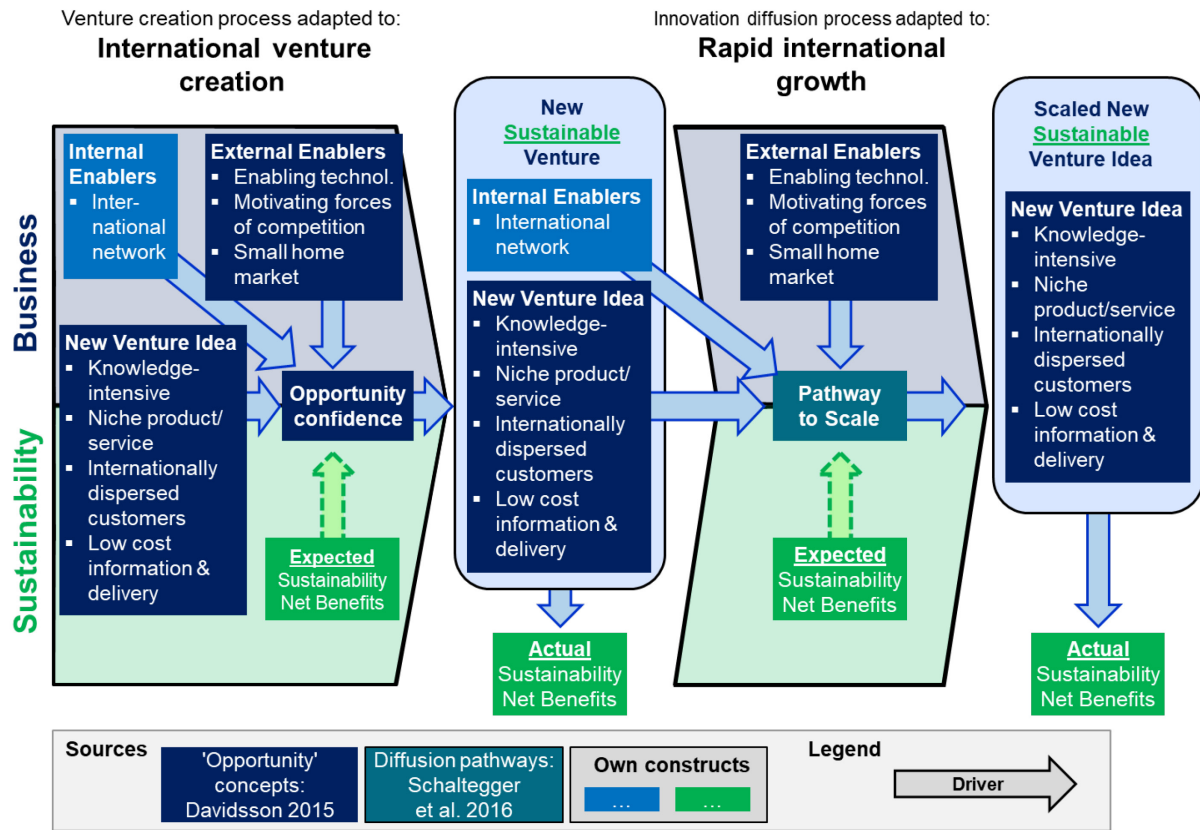 Venture creation process adapted to:
International venture
creation
Innovation diffusion process adapted to:
Rapid international
growth
Business
Sustainability
Internal
Enablers
▪ Inter-
national
network
External Enablers
▪ Enabling technol.
▪ Motivating forces
of competition
▪ Small home
market
New Venture Idea
▪ Knowledge-
intensive
▪ Niche product/
service
▪ Internationally
dispersed
customers
▪ Low cost
information &
delivery
Opportunity
confidence
Expected
Sustainability
Net Benefits
New
Sustainable
Venture
Internal Enablers
▪ International
network
New Venture Idea
▪ Knowledge-
intensive
▪ Niche product/
service
▪ Internationally
dispersed
customers
▪ Low cost
information &
delivery
Actual
Sustainability
Net Benefits
External Enablers
▪ Enabling technol.
▪ Motivating forces
of competition
▪ Small home
market
Pathway
to Scale
Expected
Sustainability
Net Benefits
Scaled New
Sustainable
Venture Idea
New Venture Idea
▪ Knowledge-
intensive
▪ Niche
product/service
▪ Internationally
dispersed
customers
▪ Low cost
information &
delivery
Actual
Sustainability
Net Benefits
Sources
'Opportunity'
concepts:
Davidsson 2015
Diffusion pathways:
Schaltegger
et al. 2016
Own constructs
...
...
Legend
Driver